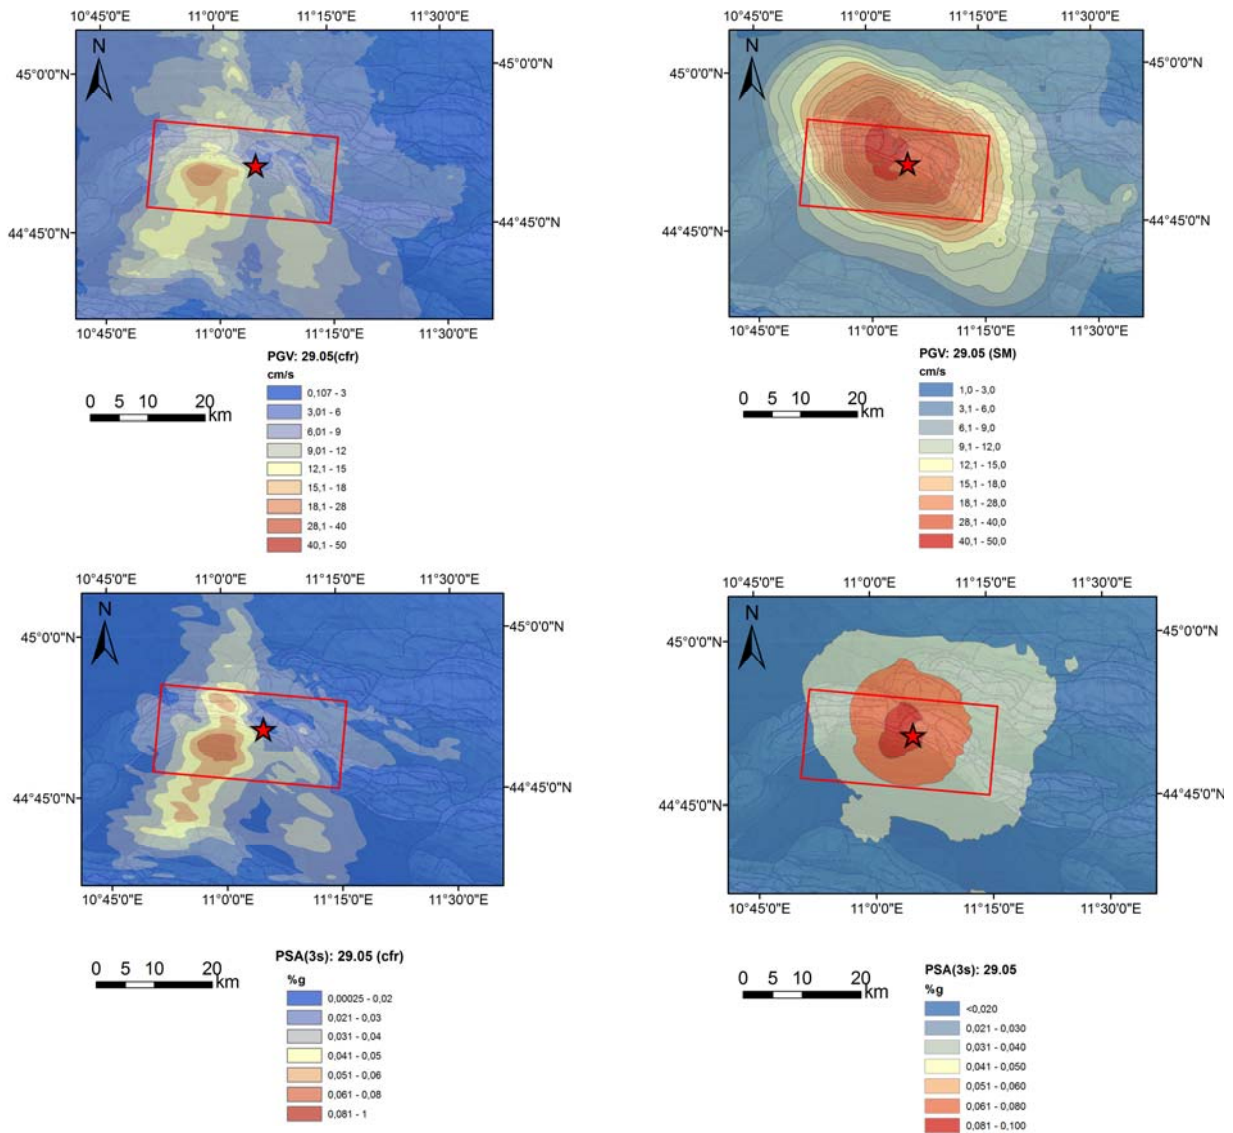 10°45'0"E 11°0'0"E 11°15'0"E 11°30'0"E
N
45°0'0"N 45°0'0"N
44°45'0"N 44°45'0"N
10°45'0"E 11°0'0"E 11°15'0"E 11°30'0"E
PGV: 29.05(cfr)
cm/s
0,107 - 3
3,01 - 6
6,01 - 9
9,01 - 12
12,1 - 15
15,1 - 18
18,1 - 28
28,1 - 40
40,1 - 50
0 5 10 20
km
10°45'0"E 11°0'0"E 11°15'0"E 11°30'0"E
N
45°0'0"N 45°0'0"N
44°45'0"N 44°45'0"N
10°45'0"E 11°0'0"E 11°15'0"E 11°30'0"E
PGV: 29.05 (SM)
cm/s
1,0 - 3,0
3,1 - 6,0
6,1 - 9,0
9,1 - 12,0
12,1 - 15,0
15,1 - 18,0
18,1 - 28,0
28,1 - 40,0
40,1 - 50,0
0 5 10 20
km
10°45'0"E 11°0'0"E 11°15'0"E 11°30'0"E
N
45°0'0"N 45°0'0"N
44°45'0"N 44°45'0"N
10°45'0"E 11°0'0"E 11°15'0"E 11°30'0"E
PSA(3s): 29.05 (cfr)
%g
0,00025 - 0,02
0,021 - 0,03
0,031 - 0,04
0,041 - 0,05
0,051 - 0,06
0,061 - 0,08
0,081 - 1
0 5 10 20
km
10°45'0"E 11°0'0"E 11°15'0"E 11°30'0"E
N
45°0'0"N 45°0'0"N
44°45'0"N 44°45'0"N
10°45'0"E 11°0'0"E 11°15'0"E 11°30'0"E
PSA(3s): 29.05
%g
<0,020
0,021 - 0,030
0,031 - 0,040
0,041 - 0,050
0,051 - 0,060
0,061 - 0,080
0,081 - 0,100
0 5 10 20
km